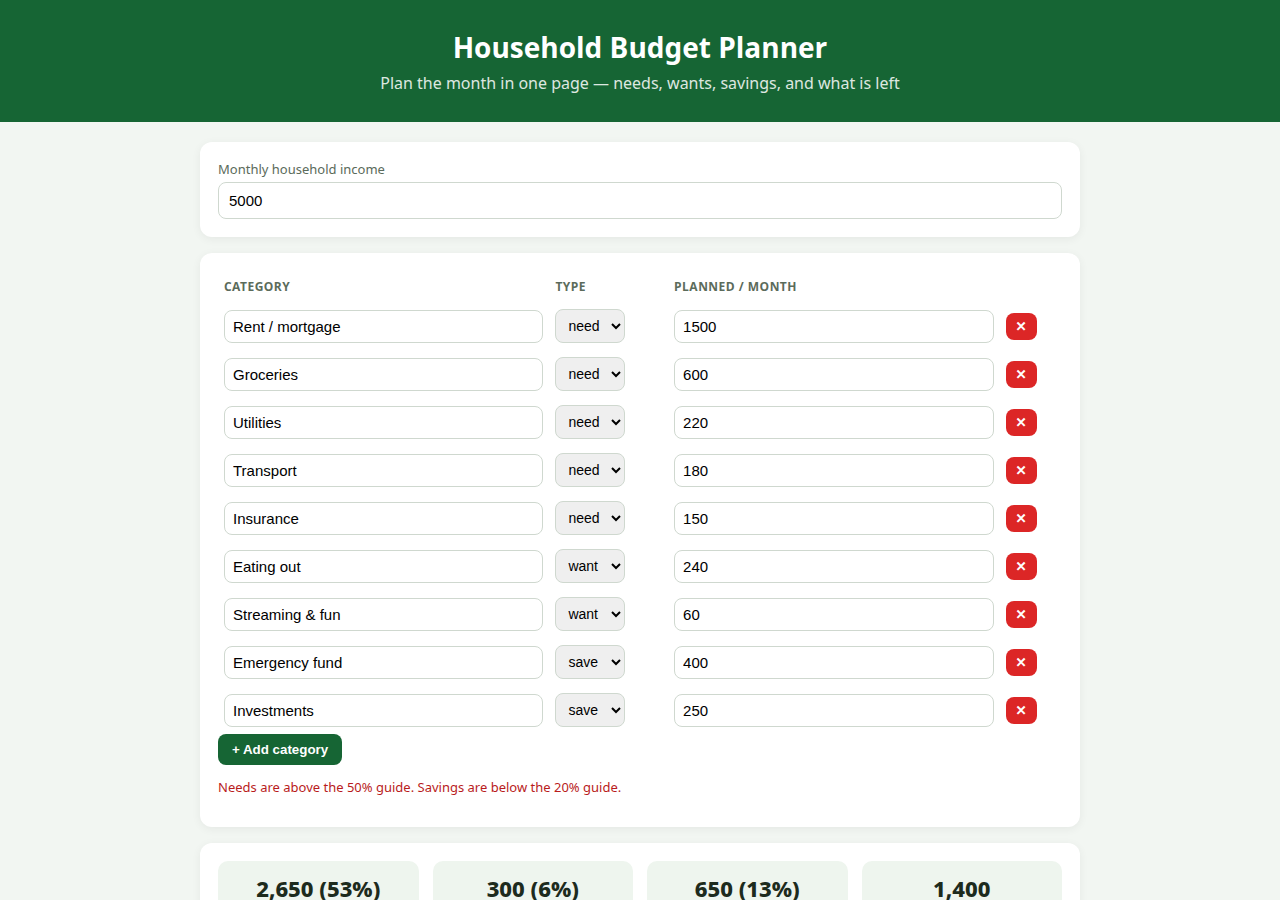 Household Budget Planner
Plan the month in one page — needs, wants, savings, and what is left
Monthly household income
5000
CATEGORY TYPE PLANNED / MONTH
Rent / mortgage need 1500 ✕
Groceries need 600 ✕
Utilities need 220 ✕
Transport need 180 ✕
Insurance need 150 ✕
Eating out want 240 ✕
Streaming & fun want 60 ✕
Emergency fund save 400 ✕
Investments save 250 ✕
+ Add category
Needs are above the 50% guide. Savings are below the 20% guide.
2,650 (53%) 300 (6%) 650 (13%) 1,400